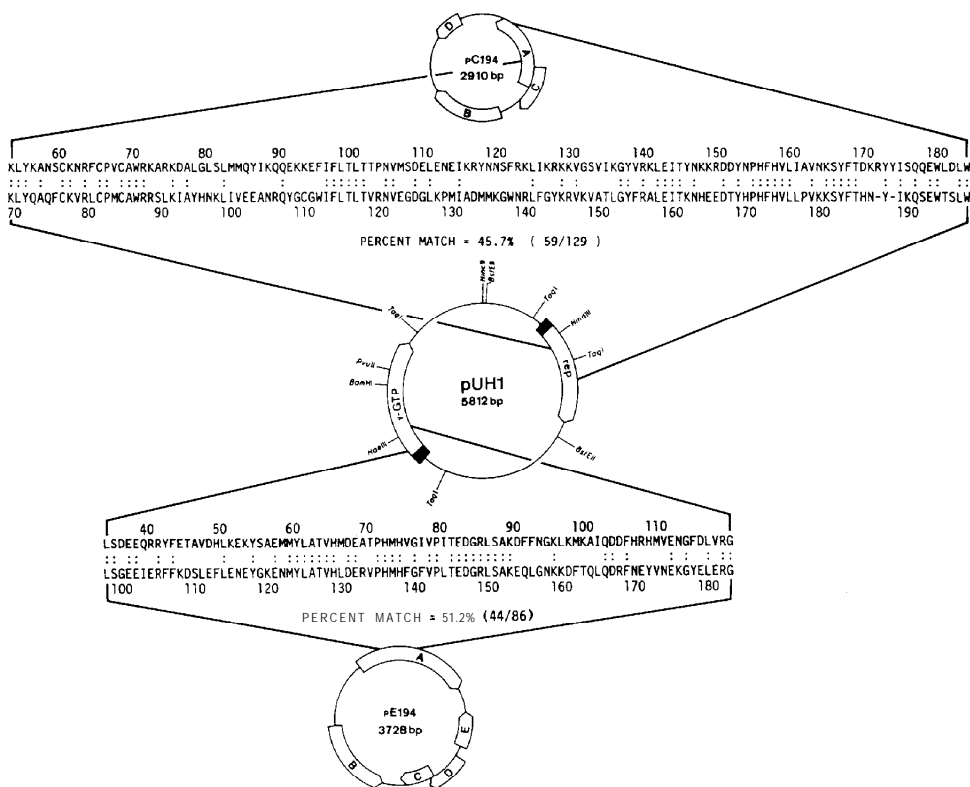 D
A
C
B
pC194
2910 bp
60 70 80 90 100 110 120 130 140 150 160 170 180
KLYKANSCKNRFCPVCAWRKARKDALGLSLMMQYIKQQEKKEFIFLTLTTPNVMSDELENEIKRYNNSFRKLIKRKKVGSVIKGYVRKLEITYNKKRDDYNPHFHVLIAVNKSYFTDKRYYISQQEWLDLW
KLYQAQFCKVRLCPMCAWRRSLKIAYHNKLIVEEANRQYGCGWIFLTLTVRNVEGDGLKPMIADMMKGWNRLFGYKRVKVATLGYFRALEITKNHEEDTYHPHFHVLLPVKKSYFTHN-Y-IKQSEWTSLW
70 80 90 100 110 120 130 140 150 160 170 180 190
PERCENT MATCH = 45.7% ( 59/129 )
BstEII
TaqI
TaqI
HindIII
TaqI
rep
PvuII
BamHI
γ-GTP
pUH1
5812 bp
HaeIII
BstEII
TaqI
40 50 60 70 80 90 100 110
LSDEEQRRYFETAVDHLKEKYSAEMMYLATVHMDEATPHMHVGIVPITEDGRLSAKDFFNGKLKMKAIQDDFHRHMVENGFDLVRG
LSGEEIERFFKDSLEFLENEYGKENMYLATVHLDERVPHMHFGFVPLTEDGRLSAKEQLGNKKDFTQLQDRFNEYVNEKGYELERG
100 110 120 130 140 150 160 170 180
PERCENT MATCH = 51.2% (44/86)
A
pE194
3728 bp
E
B
C
D